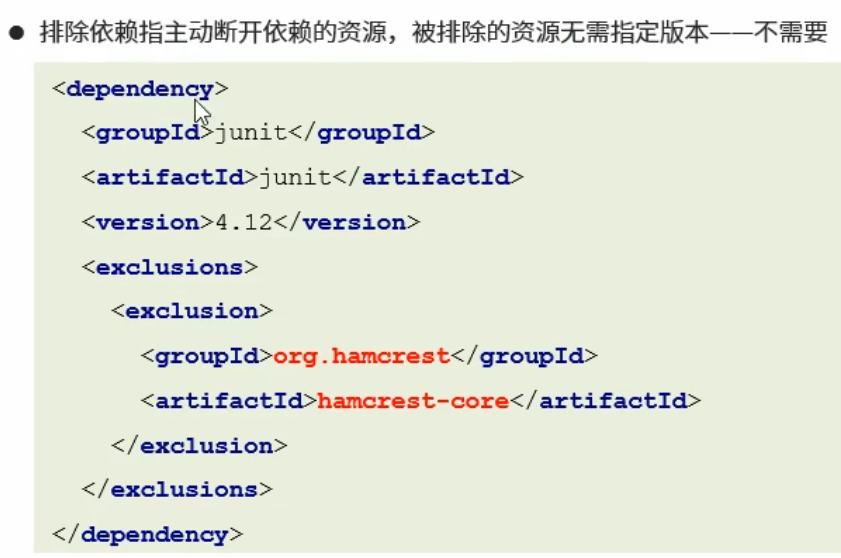 ● 排除依赖指主动断开依赖的资源，被排除的资源无需指定版本——不需要
<dependency>
<groupId>junit</groupId>
<artifactId>junit</artifactId>
<version>4.12</version>
<exclusions>
<exclusion>
<groupId>org.hamcrest</groupId>
<artifactId>hamcrest-core</artifactId>
</exclusion>
</exclusions>
</dependency>